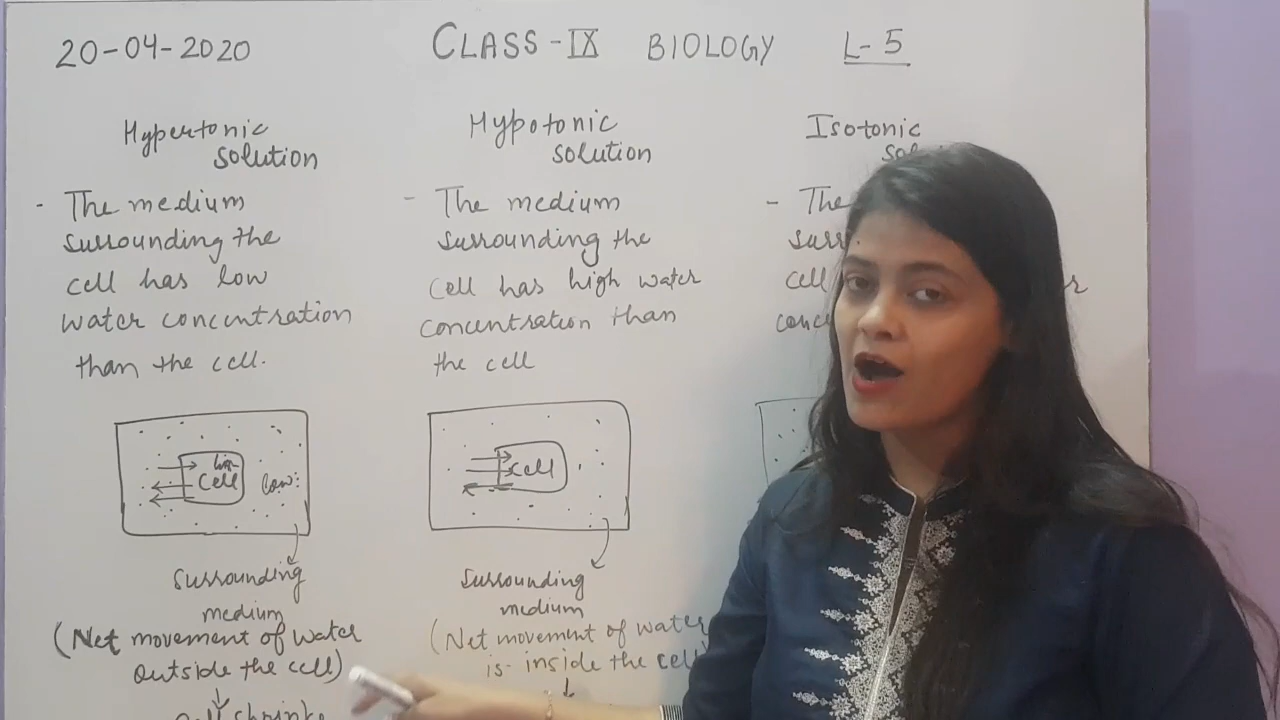 20-04-2020
CLASS-IX BIOLOGY L-5
Hypertonic
solution
- The medium
surrounding the
cell has low
water concentration
than the cell.
Cell
low
surrounding
medium
(Net movement of water
outside the cell)
Cell shrinks
Hypotonic
solution
- The medium
surrounding the
cell has high water
concentration than
the cell
cell
surrounding
medium
(Net movement of water
is inside the cell)
Isotonic
- The
cell